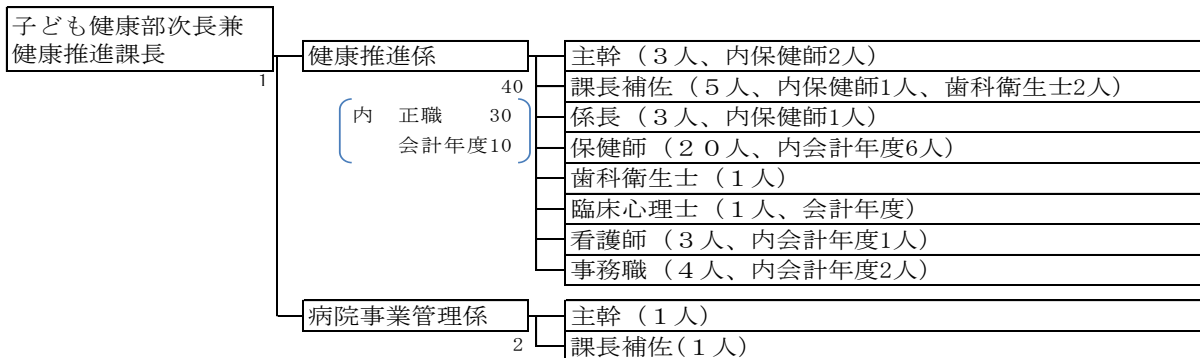 子ども健康部次長兼
健康推進課長
1
健康推進係
40
内 正職 30
会計年度10
主幹（３人、内保健師2人）
課長補佐（５人、内保健師1人、歯科衛生士2人）
係長（３人、内保健師1人）
保健師（２０人、内会計年度6人）
歯科衛生士（１人）
臨床心理士（１人、会計年度）
看護師（３人、内会計年度1人）
事務職（４人、内会計年度2人）
病院事業管理係
2
主幹（１人）
課長補佐(１人）